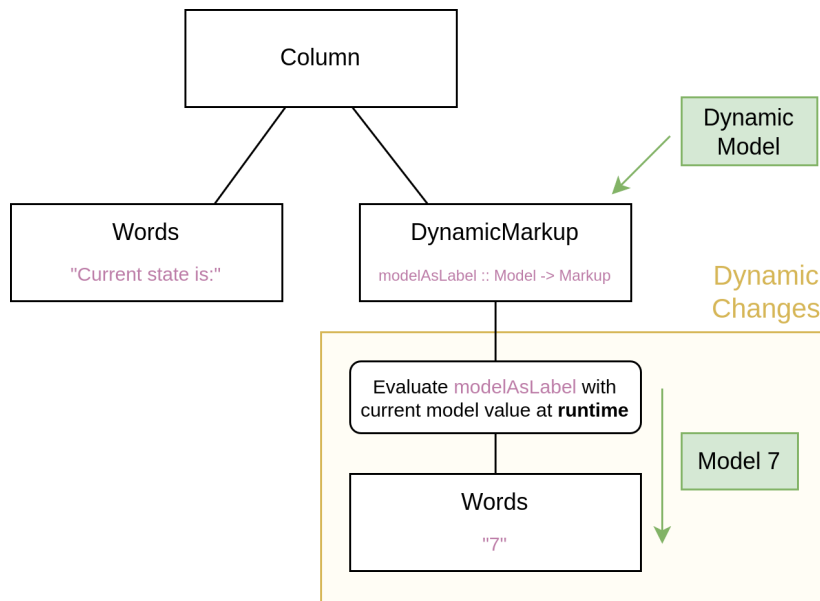 Column
Dynamic
Model
Words
"Current state is:"
DynamicMarkup
modelAsLabel :: Model -> Markup
Dynamic
Changes
Evaluate modelAsLabel with
current model value at runtime
Model 7
Words
"7"